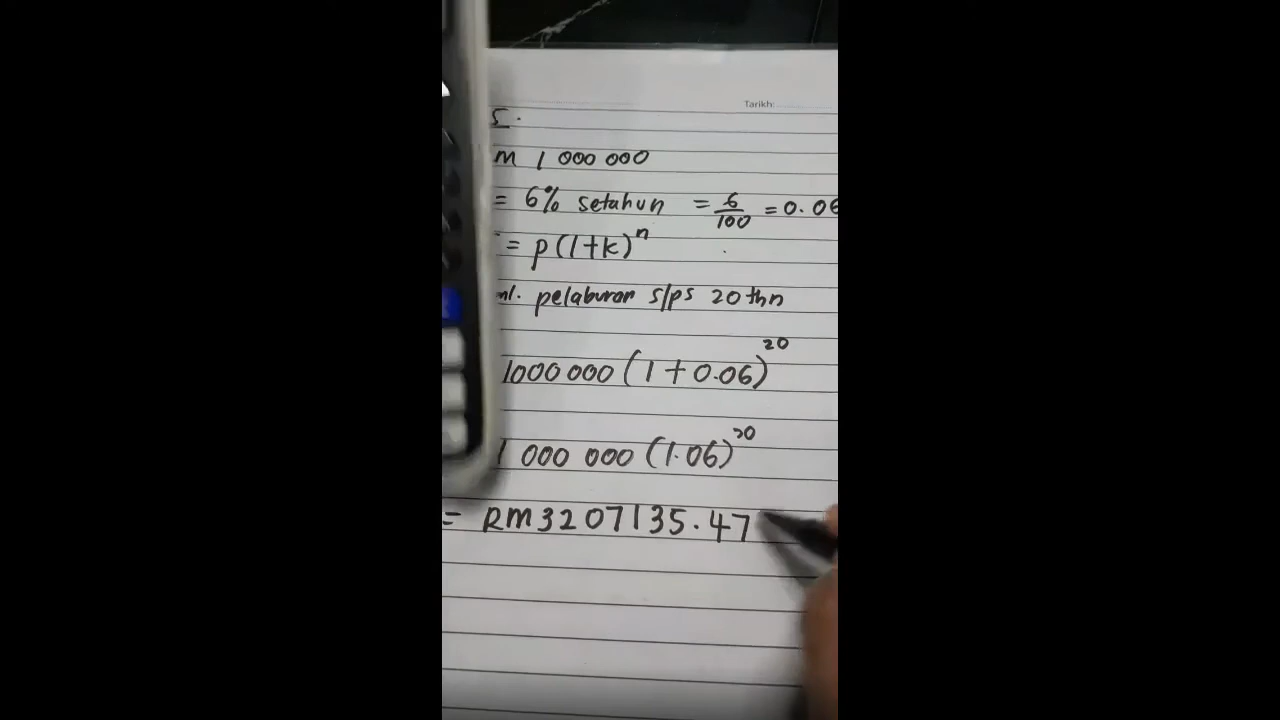 Tarikh:
5.
m 1 000 000
= 6% setahun = 6/100 = 0.06
= p(1+k)^n
ml. pelaburan s/ps 20 thn
1000 000 (1 + 0.06)^20
1 000 000 (1.06)^20
= RM3207135.47